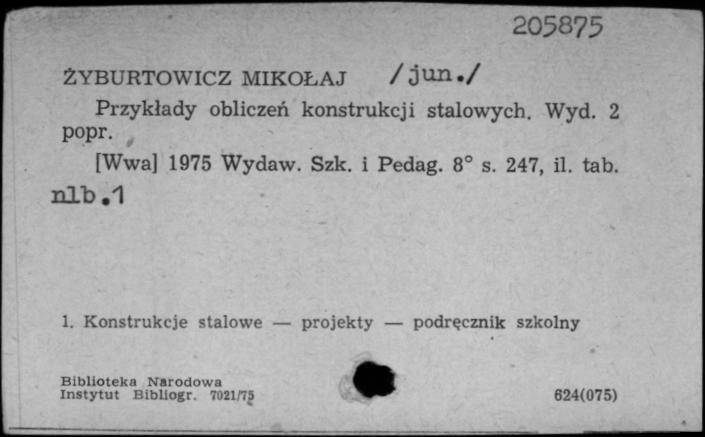 205875
ŻYBURTOWICZ MIKOŁAJ /jun./
Przykłady obliczeń konstrukcji stalowych. Wyd. 2
popr.
[Wwa] 1975 Wydaw. Szk. i Pedag. 8° s. 247, il. tab.
nlb.1
1. Konstrukcje stalowe — projekty — podręcznik szkolny
Biblioteka Narodowa
Instytut Bibliogr. 7021/75
624(075)